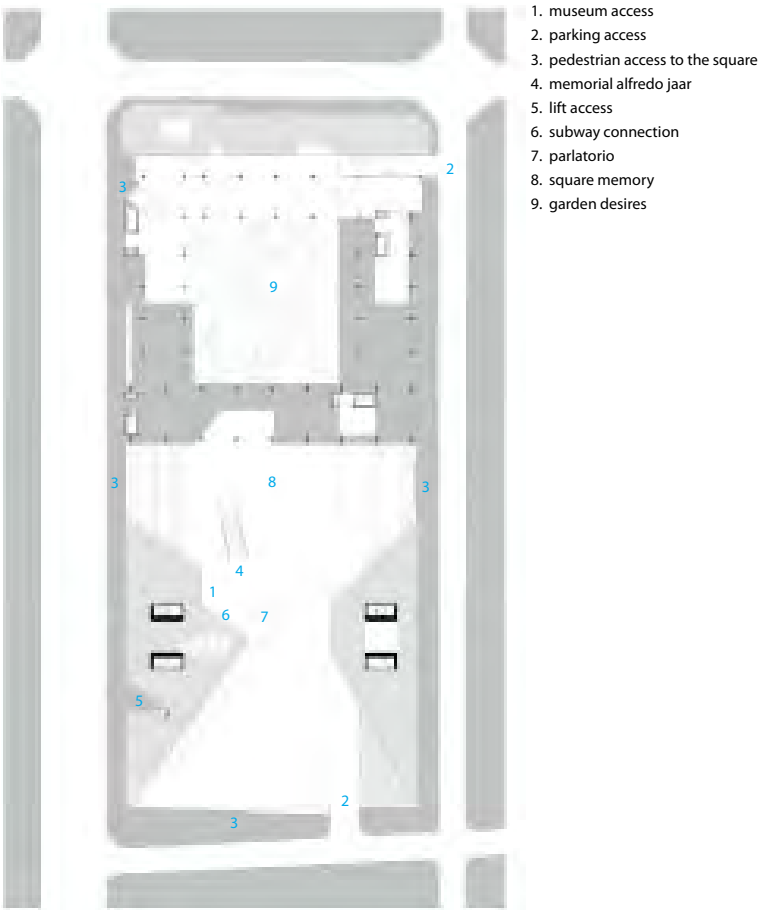 1. museum access
2. parking access
3. pedestrian access to the square
4. memorial alfredo jaar
5. lift access
6. subway connection
7. parlatorio
8. square memory
9. garden desires
2
3
9
3
8
3
4
1
6
7
5
2
3